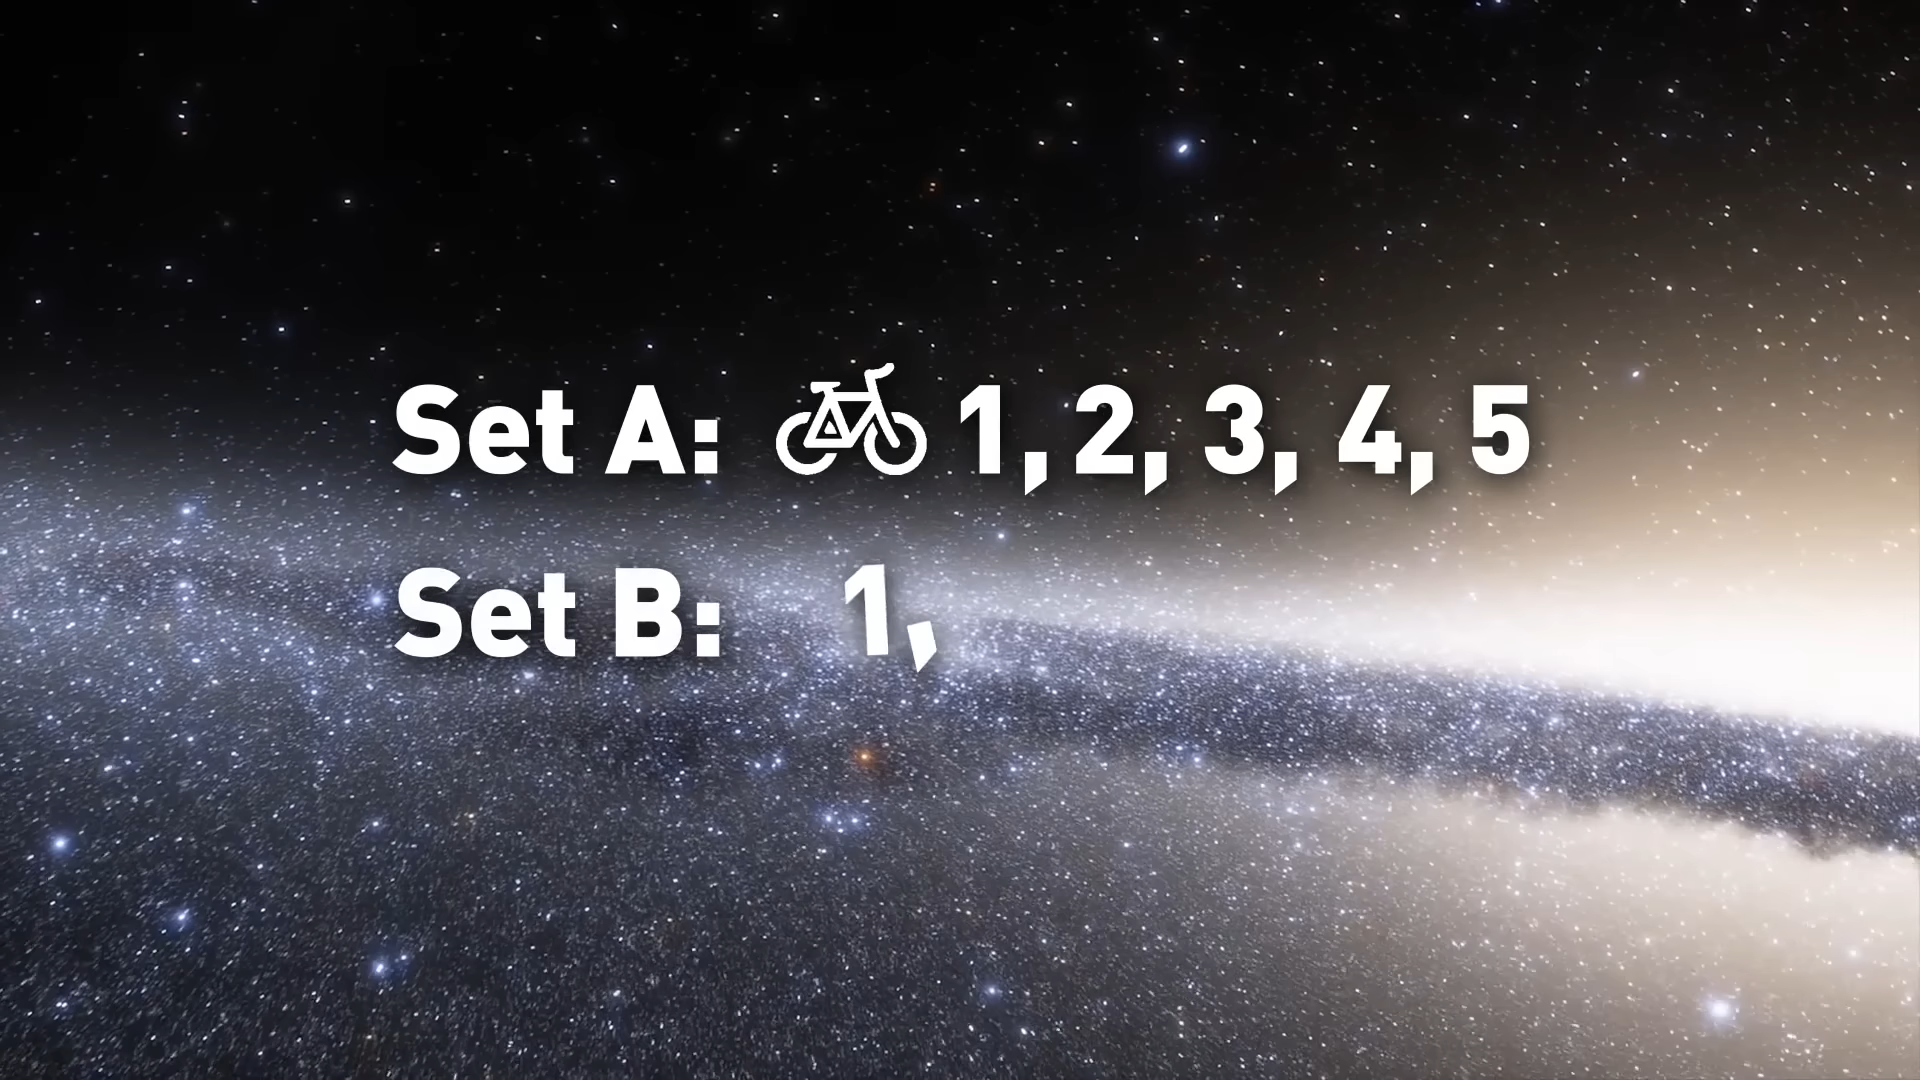 Set A: 1, 2, 3, 4, 5
Set B: 1,